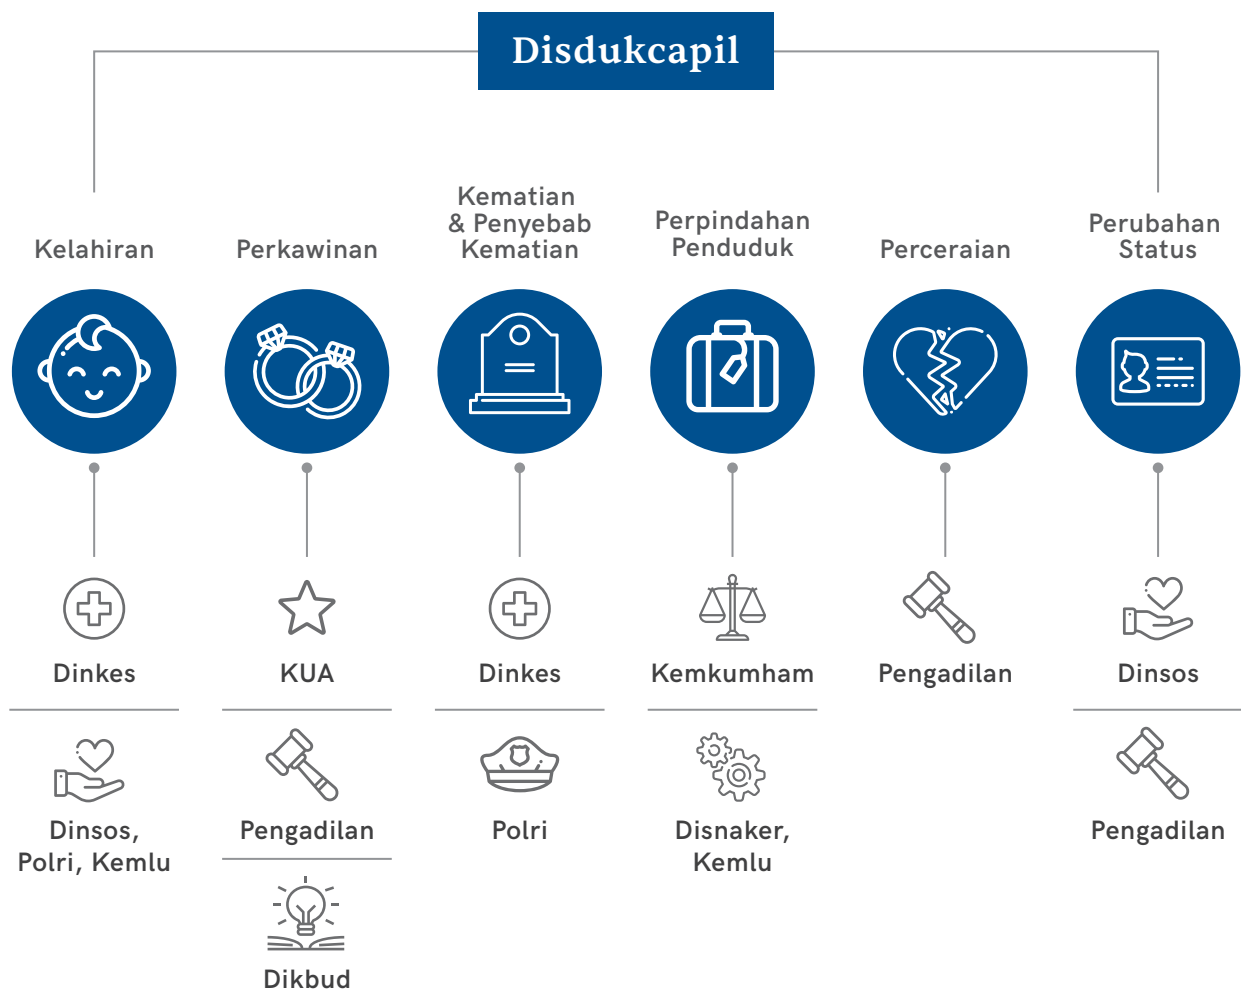 Disdukcapil
Kelahiran
Perkawinan
Kematian
& Penyebab
Kematian
Perpindahan
Penduduk
Perceraian
Perubahan
Status
Dinkes
KUA
Dinkes
Kemkumham
Pengadilan
Dinsos
Dinsos,
Polri, Kemlu
Pengadilan
Polri
Disnaker,
Kemlu
Pengadilan
Dikbud